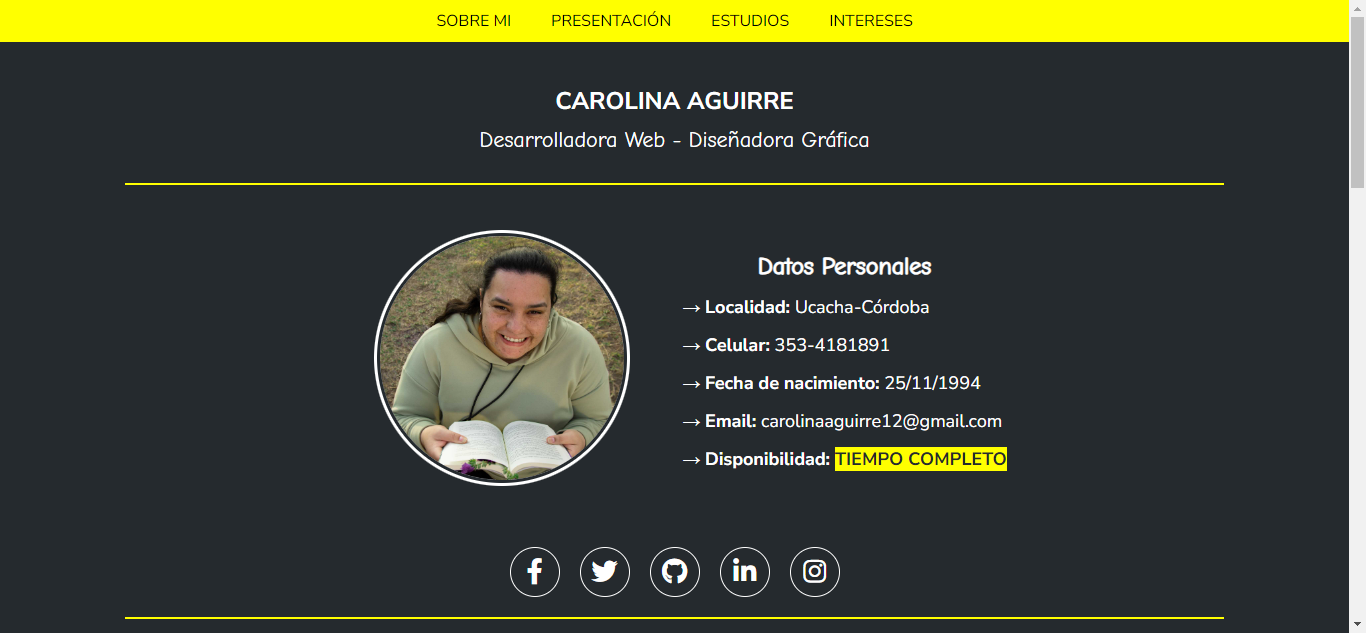 SOBRE MI PRESENTACIÓN ESTUDIOS INTERESES
CAROLINA AGUIRRE
Desarrolladora Web - Diseñadora Gráfica
Datos Personales
→ Localidad: Ucacha-Córdoba
→ Celular: 353-4181891
→ Fecha de nacimiento: 25/11/1994
→ Email: carolinaaguirre12@gmail.com
→ Disponibilidad: TIEMPO COMPLETO